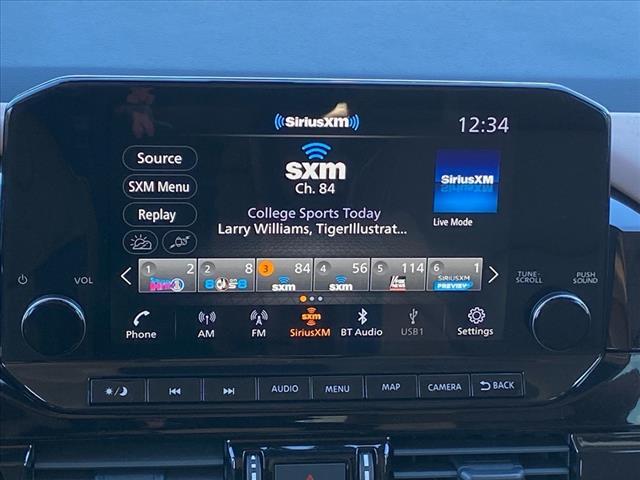 SiriusXM
12:34
Source
SXM Menu
Replay
sxm
Ch. 84
SiriusXM
Live Mode
College Sports Today
Larry Williams, TigerIllustrat...
1 2
2 8
3 84
4 56
5 114
6 1
sxm
sxm
SIRIUSXM
PREVIEW
VOL
TUNE-
SCROLL
PUSH
SOUND
Phone
AM
FM
sxm
SiriusXM
BT Audio
USB1
Settings
AUDIO
MENU
MAP
CAMERA
BACK